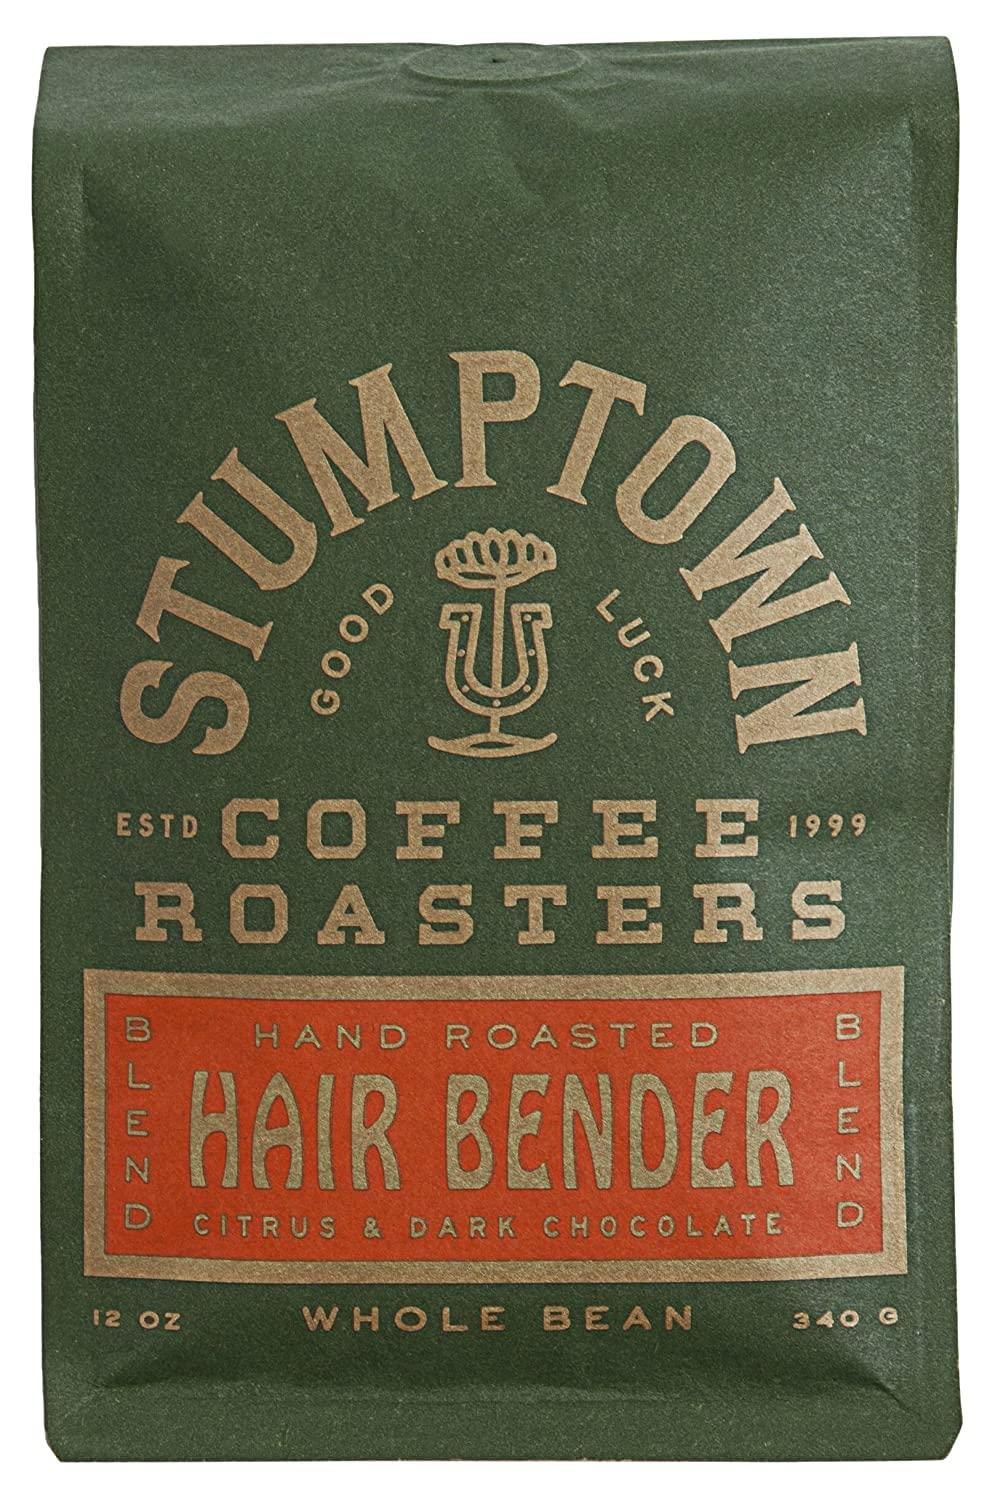 STUMPTOWN
GOOD LUCK
ESTD COFFEE 1999
ROASTERS
BLEND
HAND ROASTED
HAIR BENDER
CITRUS & DARK CHOCOLATE
BLEND
12 OZ WHOLE BEAN 340 G